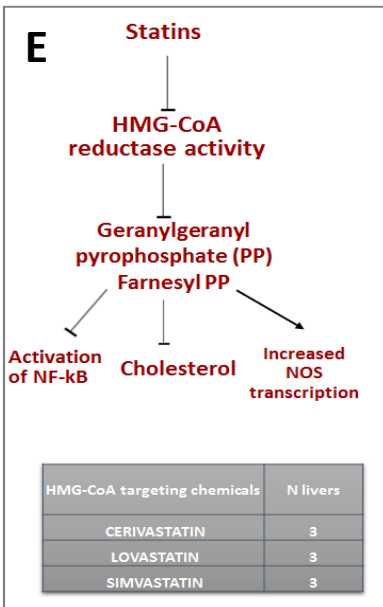 E
Statins
HMG-CoA
reductase activity
Geranylgeranyl
pyrophosphate (PP)
Farnesyl PP
Activation
of NF-kB
Cholesterol
Increased
NOS
transcription
HMG-CoA targeting chemicals N livers
CERIVASTATIN 3
LOVASTATIN 3
SIMVASTATIN 3